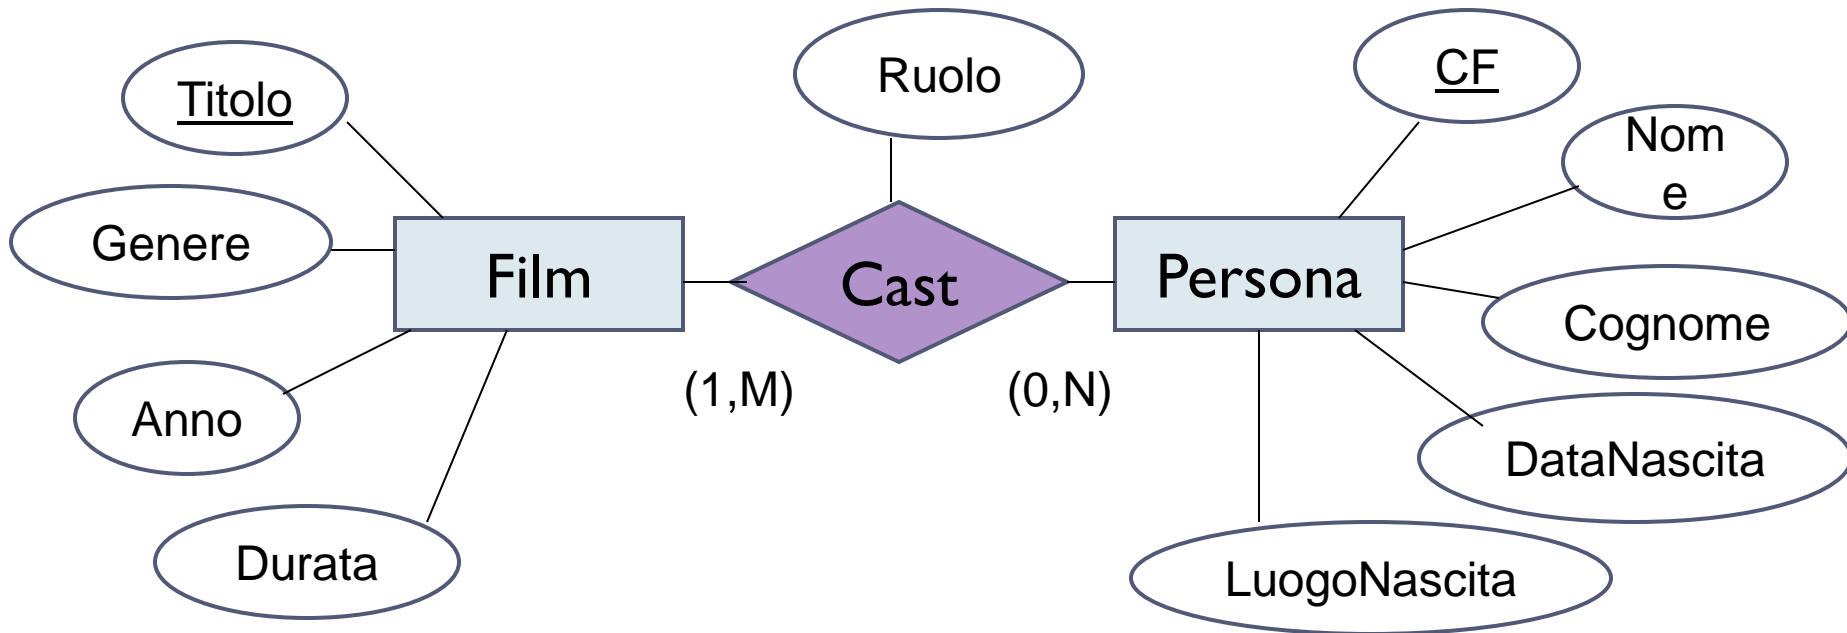 Titolo
Genere
Anno
Durata
Film
Ruolo
Cast
(1,M)
(0,N)
Persona
CF
Nom
e
Cognome
DataNascita
LuogoNascita